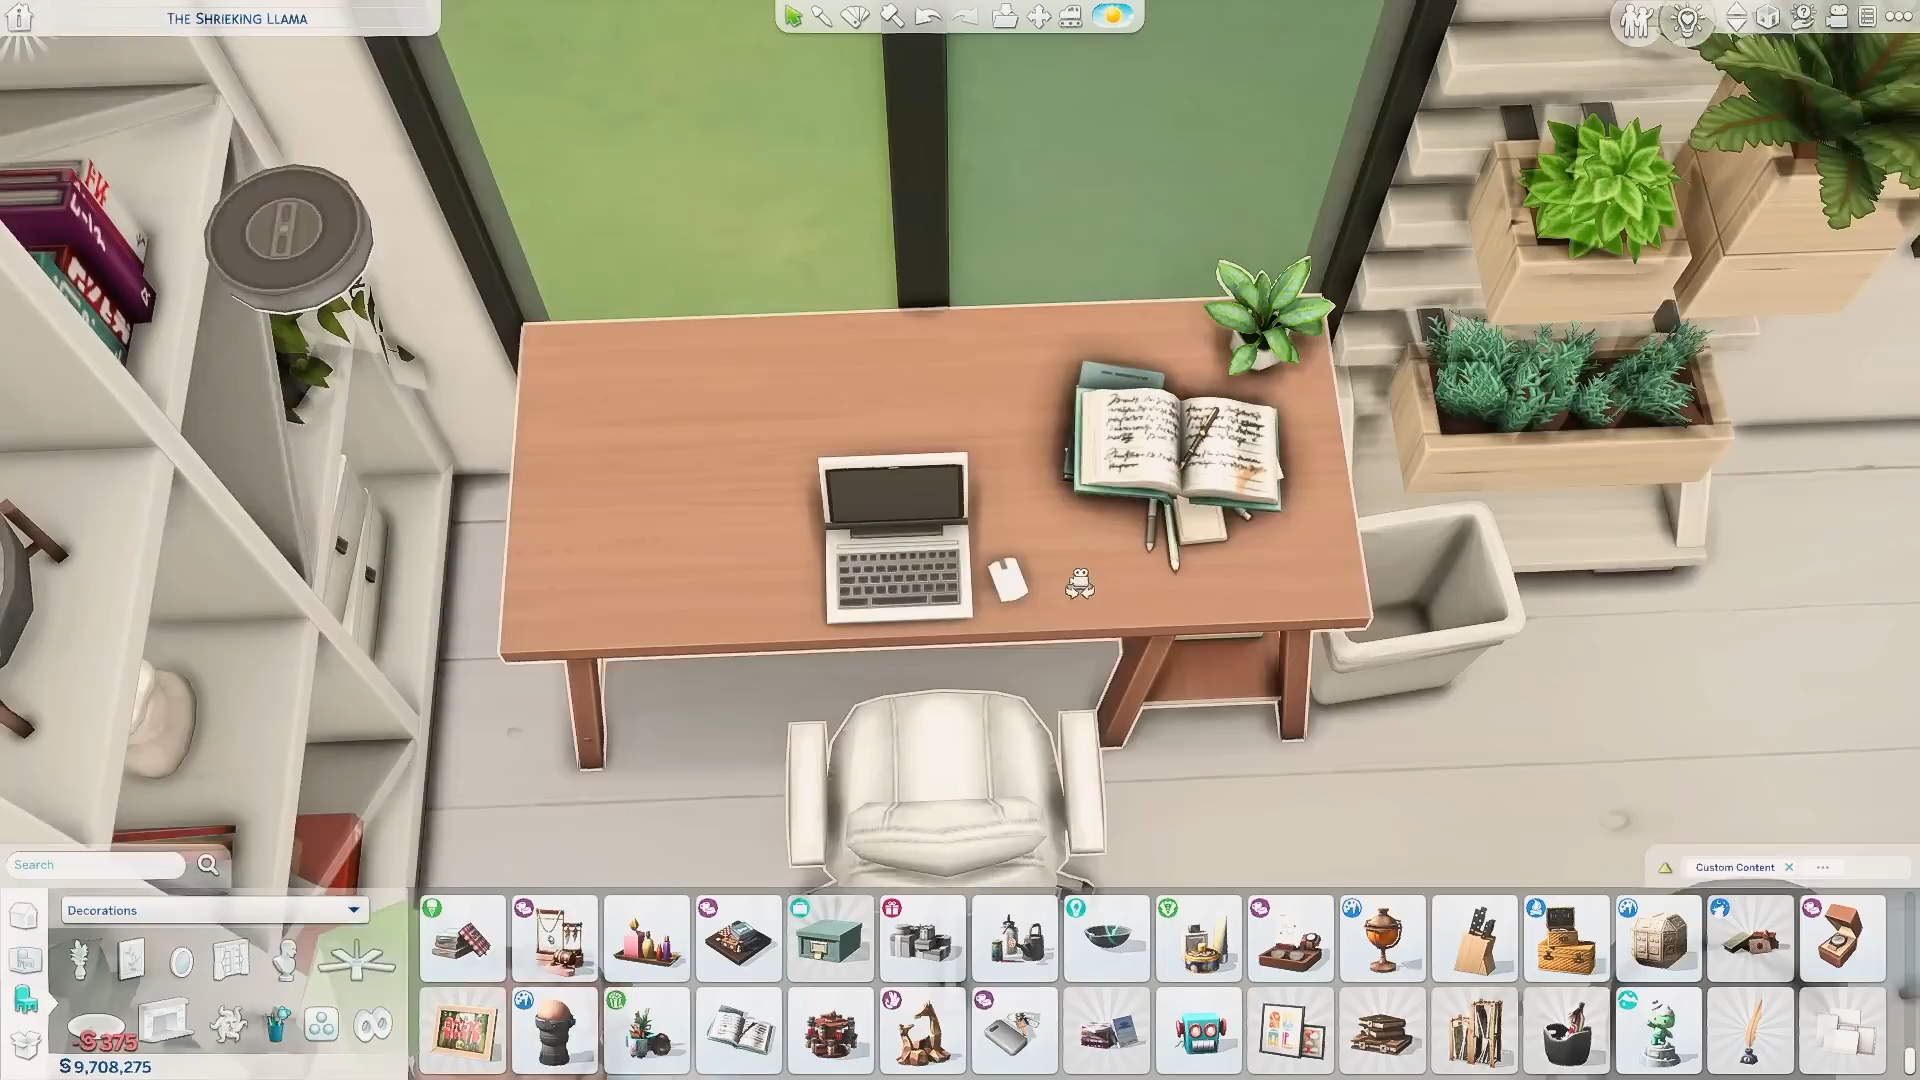 THE SHRIEKING LLAMA
Search
Custom Content
Decorations
-§375
§9,708,275